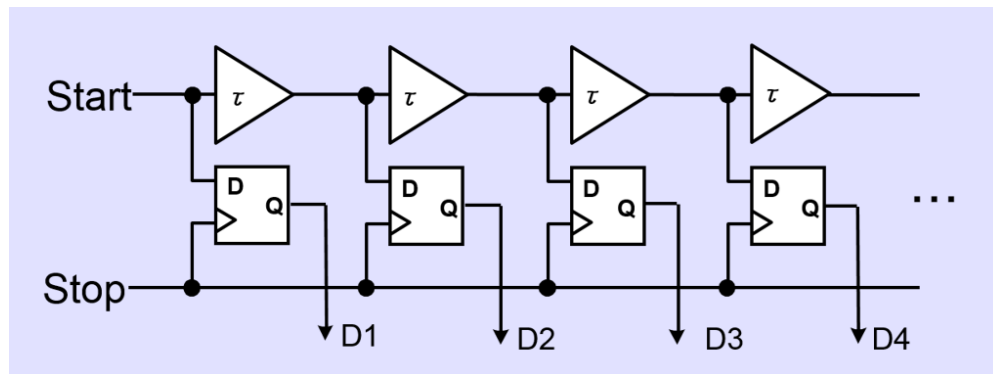 Start τ τ τ τ
D D D D
Q Q Q Q ...
Stop
D1 D2 D3 D4